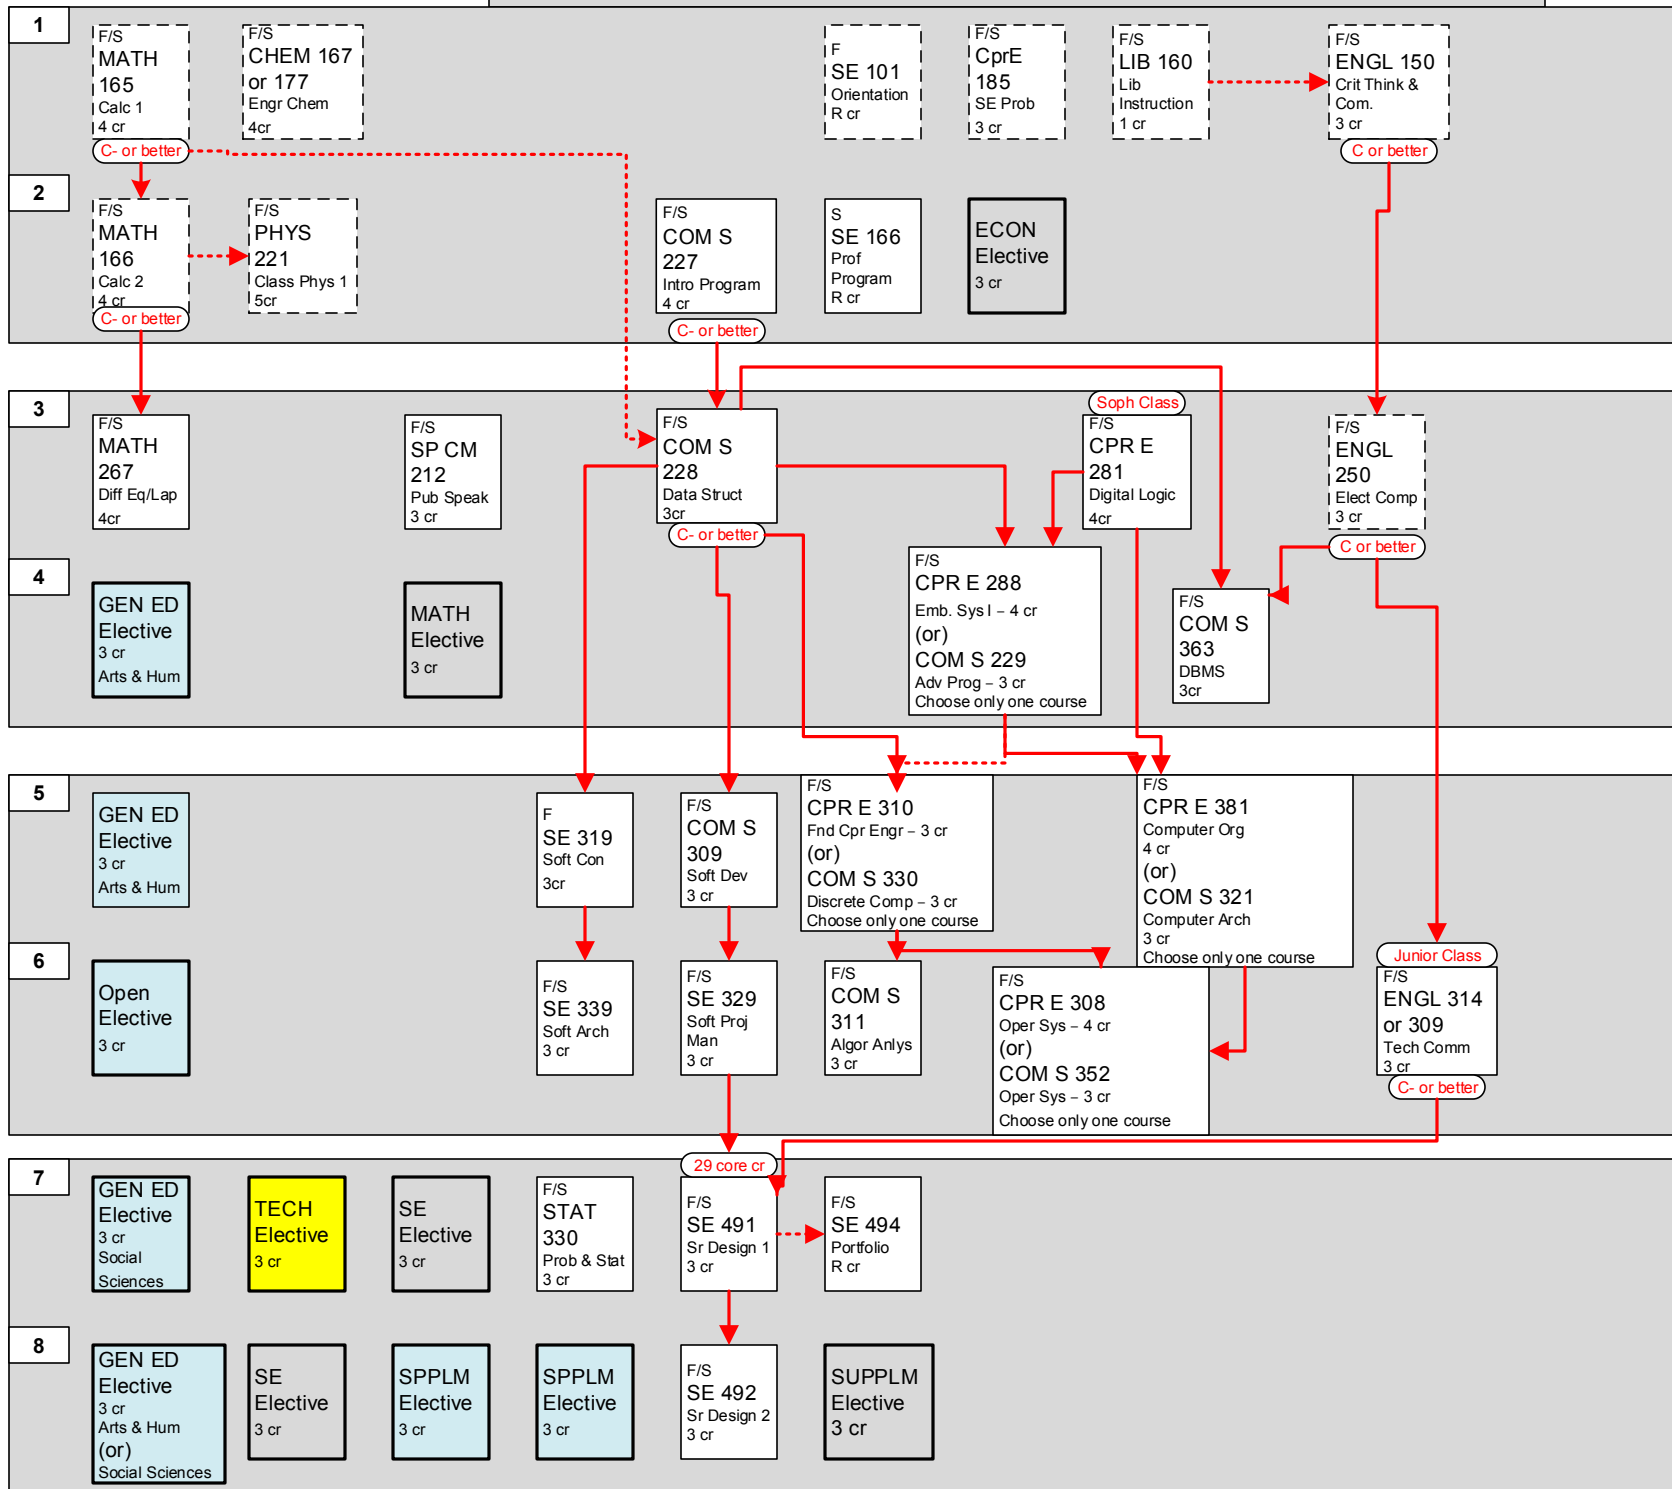 1
F/S
MATH
165
Calc 1
4 cr
C- or better
F/S
CHEM 167
or 177
Engr Chem
4cr
F
SE 101
Orientation
R cr
F/S
CprE
185
SE Prob
3 cr
F/S
LIB 160
Lib
Instruction
1 cr
F/S
ENGL 150
Crit Think &
Com.
3 cr
C or better
2
F/S
MATH
166
Calc 2
4 cr
C- or better
F/S
PHYS
221
Class Phys 1
5cr
F/S
COM S
227
Intro Program
4 cr
C- or better
S
SE 166
Prof
Program
R cr
ECON
Elective
3 cr
3
F/S
MATH
267
Diff Eq/Lap
4cr
F/S
SP CM
212
Pub Speak
3 cr
F/S
COM S
228
Data Struct
3cr
C- or better
Soph Class
F/S
CPR E
281
Digital Logic
4cr
F/S
ENGL
250
Elect Comp
3 cr
C or better
4
GEN ED
Elective
3 cr
Arts & Hum
MATH
Elective
3 cr
F/S
CPR E 288
Emb. Sys I – 4 cr
(or)
COM S 229
Adv Prog – 3 cr
Choose only one course
F/S
COM S
363
DBMS
3cr
5
GEN ED
Elective
3 cr
Arts & Hum
F
SE 319
Soft Con
3cr
F/S
COM S
309
Soft Dev
3 cr
F/S
CPR E 310
Fnd Cpr Engr – 3 cr
(or)
COM S 330
Discrete Comp – 3 cr
Choose only one course
F/S
CPR E 381
Computer Org
4 cr
(or)
COM S 321
Computer Arch
3 cr
Choose only one course
6
Open
Elective
3 cr
F/S
SE 339
Soft Arch
3 cr
F/S
SE 329
Soft Proj
Man
3 cr
F/S
COM S
311
Algor Anlys
3 cr
F/S
CPR E 308
Oper Sys – 4 cr
(or)
COM S 352
Oper Sys – 3 cr
Choose only one course
Junior Class
F/S
ENGL 314
or 309
Tech Comm
3 cr
C- or better
7
GEN ED
Elective
3 cr
Social
Sciences
TECH
Elective
3 cr
SE
Elective
3 cr
F/S
STAT
330
Prob & Stat
3 cr
29 core cr
F/S
SE 491
Sr Design 1
3 cr
F/S
SE 494
Portfolio
R cr
8
GEN ED
Elective
3 cr
Arts & Hum
(or)
Social Sciences
SE
Elective
3 cr
SPPLM
Elective
3 cr
SPPLM
Elective
3 cr
F/S
SE 492
Sr Design 2
3 cr
SUPPLM
Elective
3 cr